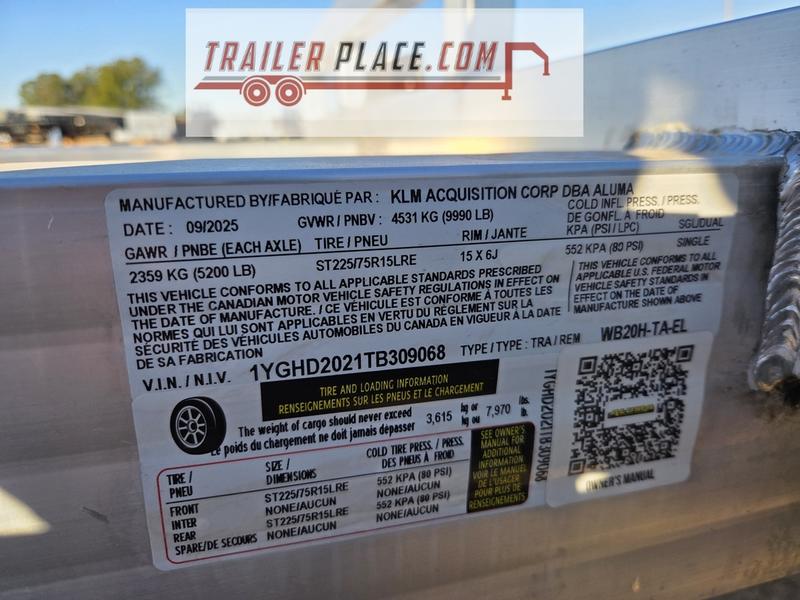 TRAILER PLACE.COM
MANUFACTURED BY/FABRIQUÉ PAR : KLM ACQUISITION CORP DBA ALUMA
DATE : 09/2025 GVWR / PNBV : 4531 KG (9990 LB) COLD INFL. PRESS. / PRESS. DE GONFL. À FROID KPA (PSI / LPC) SGL/DUAL
GAWR / PNBE (EACH AXLE) TIRE / PNEU RIM / JANTE
2359 KG (5200 LB) ST225/75R15LRE 15 X 6J 552 KPA (80 PSI) SINGLE
THIS VEHICLE CONFORMS TO ALL APPLICABLE STANDARDS PRESCRIBED
UNDER THE CANADIAN MOTOR VEHICLE SAFETY REGULATIONS IN EFFECT ON
THE DATE OF MANUFACTURE. / CE VÉHICULE EST CONFORME À TOUTES LES
NORMES QUI LUI SONT APPLICABLES EN VERTU DU RÈGLEMENT SUR LA
SÉCURITÉ DES VÉHICULES AUTOMOBILES DU CANADA EN VIGUEUR À LA DATE
DE SA FABRICATION
THIS VEHICLE CONFORMS TO ALL
APPLICABLE U.S. FEDERAL MOTOR
VEHICLE SAFETY STANDARDS IN
EFFECT ON THE DATE OF
MANUFACTURE SHOWN ABOVE.
V.I.N. / N.I.V. 1YGHD2021TB309068 TYPE / TYPE : TRA / REM WB20H-TA-EL
TIRE AND LOADING INFORMATION
RENSEIGNEMENTS SUR LES PNEUS ET LE CHARGEMENT
The weight of cargo should never exceed
Le poids du chargement ne doit jamais dépasser
3,615 kg or kg ou 7,970 lbs. lb.
TIRE / PNEU SIZE / DIMENSIONS COLD TIRE PRESS. / PRESS. DES PNEUS À FROID
FRONT ST225/75R15LRE 552 KPA (80 PSI)
INTER NONE/AUCUN NONE/AUCUN
REAR ST225/75R15LRE 552 KPA (80 PSI)
SPARE/DE SECOURS NONE/AUCUN NONE/AUCUN
SEE OWNER'S
MANUAL FOR
ADDITIONAL
INFORMATION
VOIR LE MANUEL
DE L'USAGER
POUR PLUS DE
RENSEIGNEMENTS
1YGHD2021TB309068
OWNER'S MANUAL